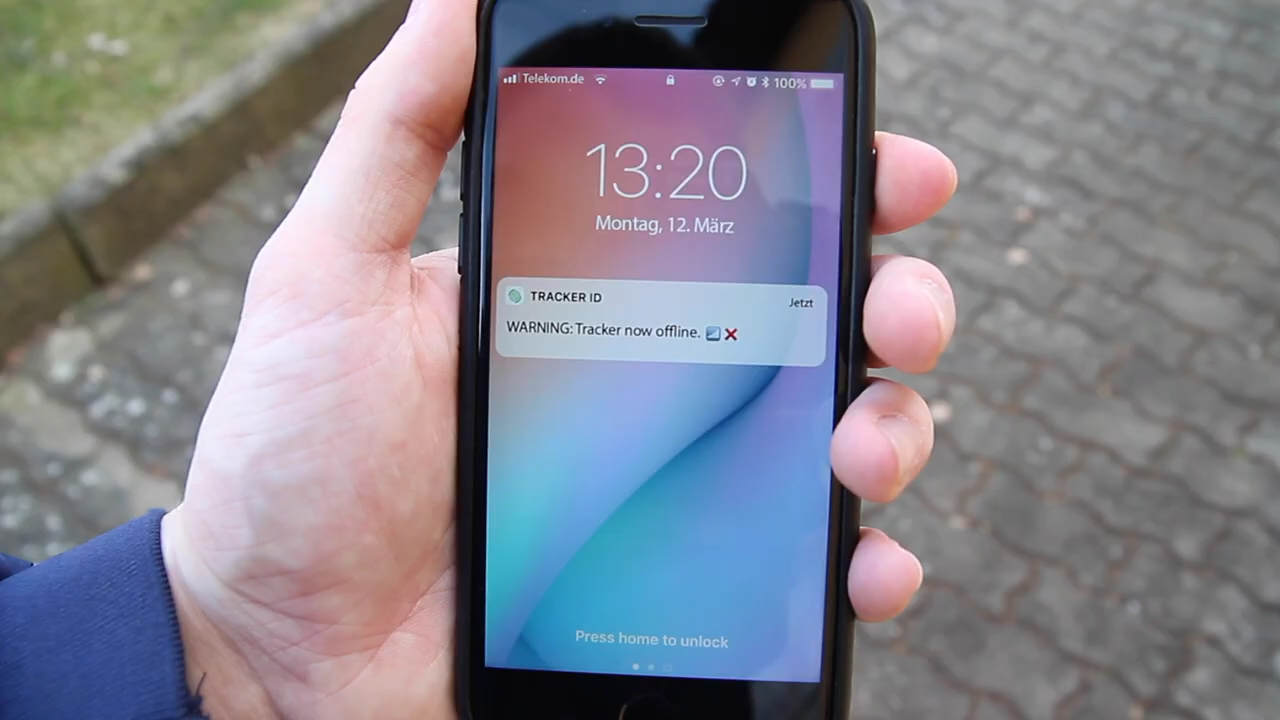 Telekom.de 100%
13:20
Montag, 12. März
TRACKER ID Jetzt
WARNING: Tracker now offline.
Press home to unlock